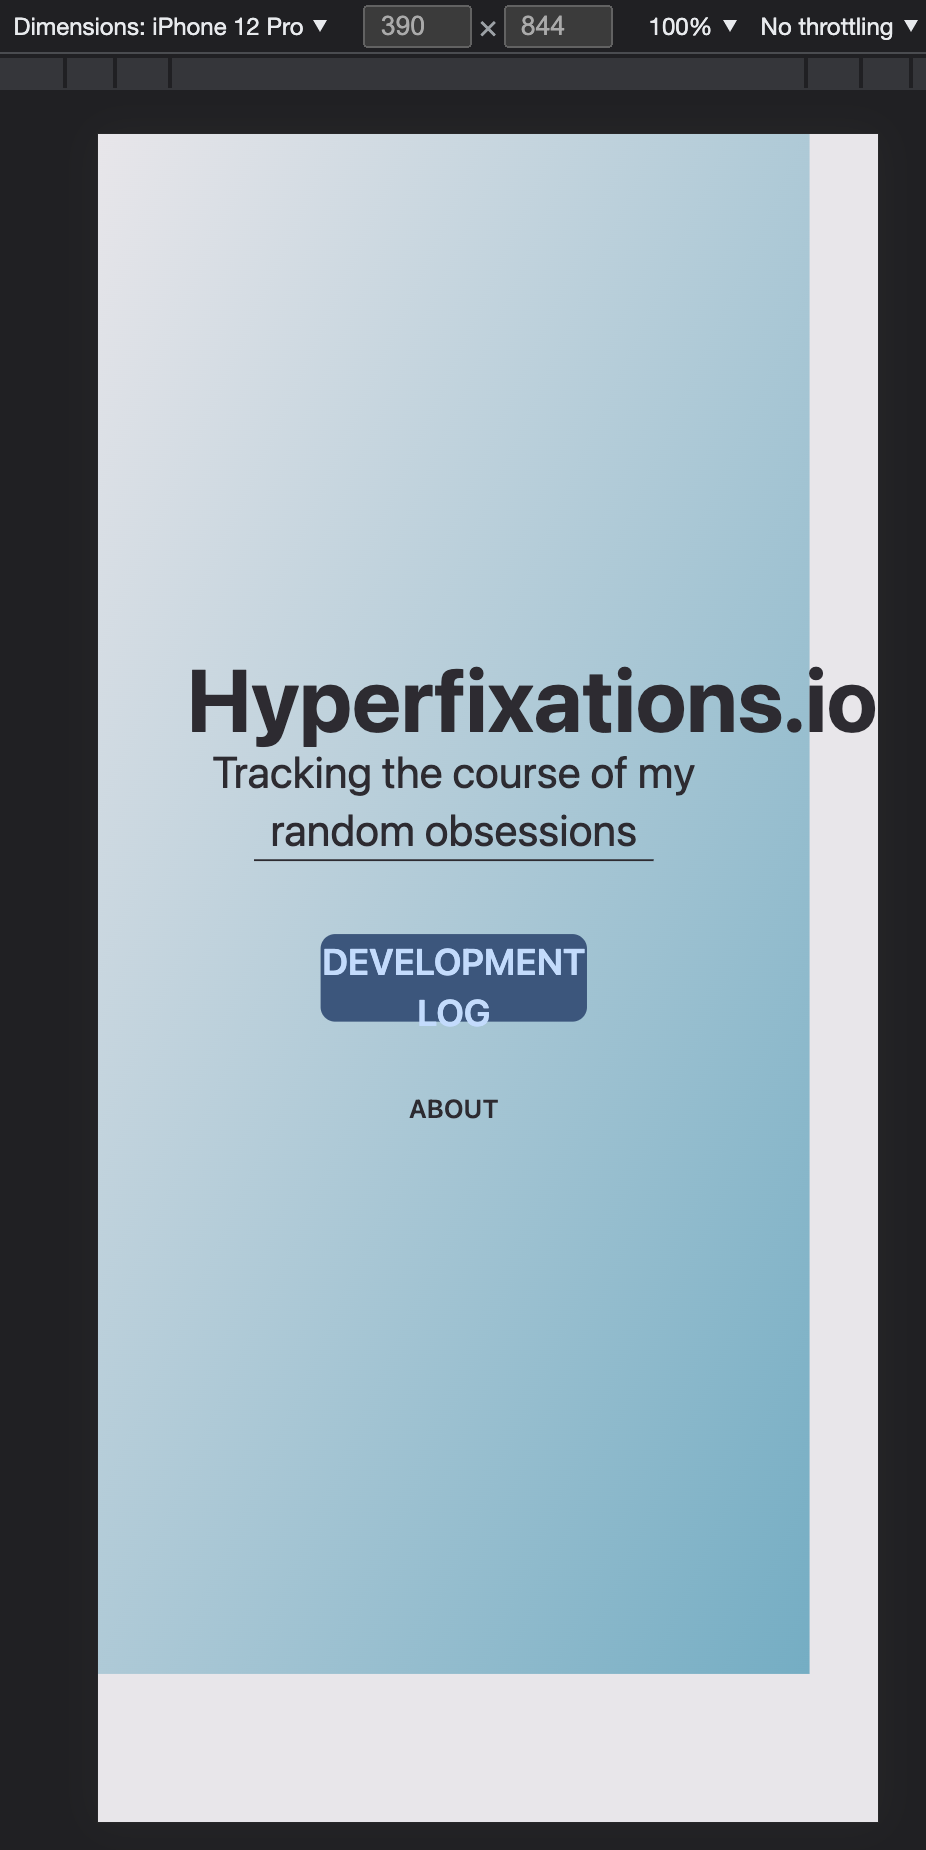 Dimensions: iPhone 12 Pro ▼ 390 × 844 100% ▼ No throttling ▼
Hyperfixations.io
Tracking the course of my
random obsessions
DEVELOPMENT
LOG
ABOUT